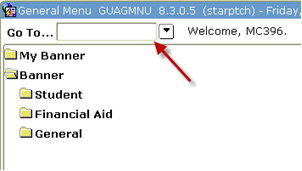 General Menu GUAGMNU 8.3.0.5 (starptch) - Friday,
Go To... Welcome, MC396.
My Banner
Banner
Student
Financial Aid
General